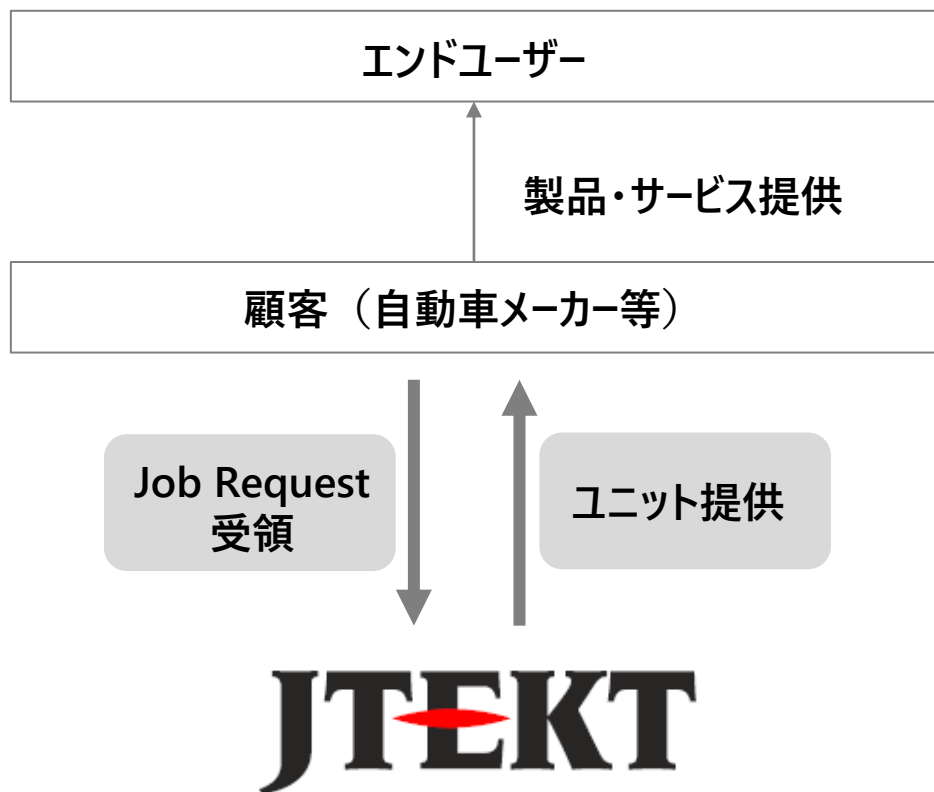 エンドユーザー
製品・サービス提供
顧客（自動車メーカー等）
Job Request
受領
ユニット提供
JTEKT